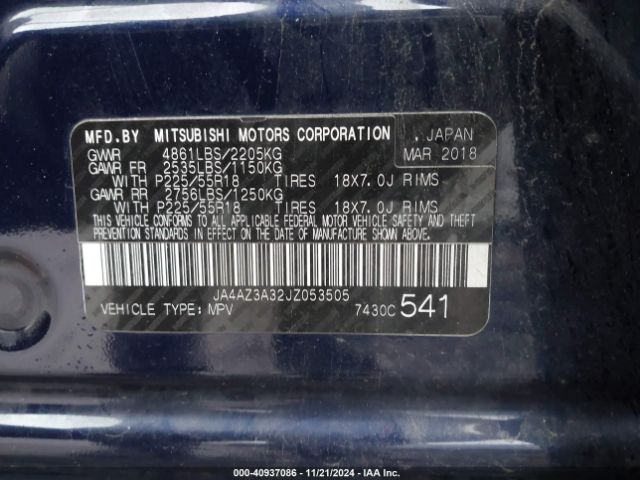 MFD.BY MITSUBISHI MOTORS CORPORATION , JAPAN
GVWR 4861LBS/2205KG MAR 2018
GAWR FR 2535LBS/1150KG
WITH P225/55R18 TIRES 18X7.0J RIMS
GAWR RR 2756LBS/1250KG
WITH P225/55R18 TIRES 18X7.0J RIMS
THIS VEHICLE CONFORMS TO ALL APPLICABLE FEDERAL MOTOR VEHICLE SAFETY AND THEFT
PREVENTION STANDARDS IN EFFECT ON THE DATE OF MANUFACTURE SHOWN ABOVE.
JA4AZ3A32JZ053505
VEHICLE TYPE: MPV 7430C 541
000-40937086 - 11/21/2024 - IAA Inc.